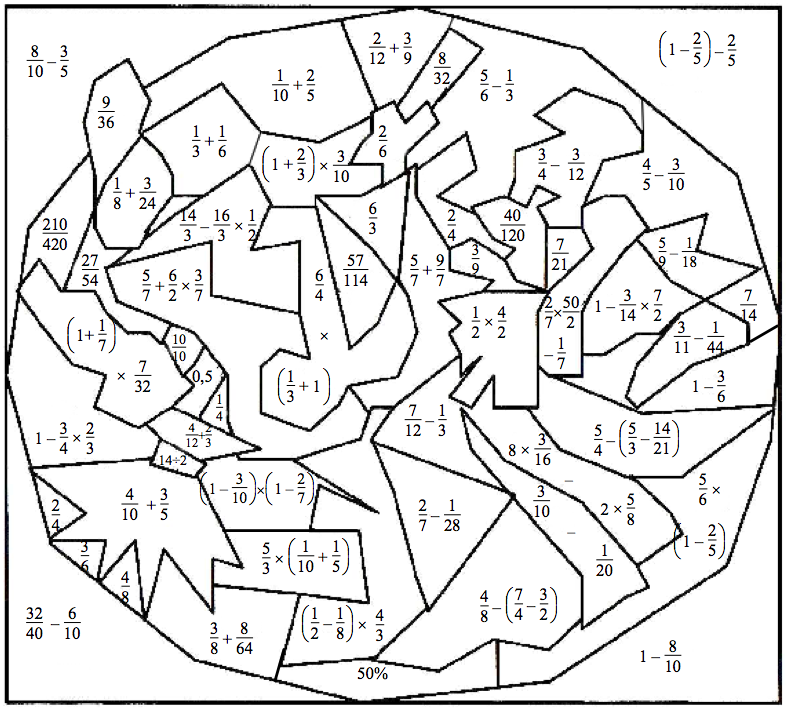 8/10 − 3/5
1/10 + 2/5
2/12 + 3/9
8/32
5/6 − 1/3
(1 − 2/5) − 2/5
9/36
1/3 + 1/6
(1 + 2/3) × 3/10
2/6
3/4 − 3/12
4/5 − 3/10
1/8 + 3/24
210/420
14/3 − 16/3 × 1/2
6/3
2/4
40/120
27/54
5/7 + 6/2 × 3/7
6/4 × (1/3 + 1)
57/114
5/7 + 9/7
3/9
7/21
5/9 − 1/18
1/2 × 4/2
2/7 × 50/2 − 1/7
1 − 3/14 × 7/2
7/14
(1 + 1/7) × 7/32
10/10
0,5
1/4
3/11 − 1/44
1 − 3/6
1 − 3/4 × 2/3
4/12 + 2/3
14÷2
7/12 − 1/3
8 × 3/16 − 2 × 5/8
5/4 − (5/3 − 14/21)
2/4
4/10 + 3/5
(1 − 3/10) × (1 − 2/7)
2/7 − 1/28
3/10 − 1/20
5/6 × (1 − 2/5)
3/6
4/8
5/3 × (1/10 + 1/5)
32/40 − 6/10
3/8 + 8/64
(1/2 − 1/8) × 4/3
4/8 − (7/4 − 3/2)
1 − 8/10
50%